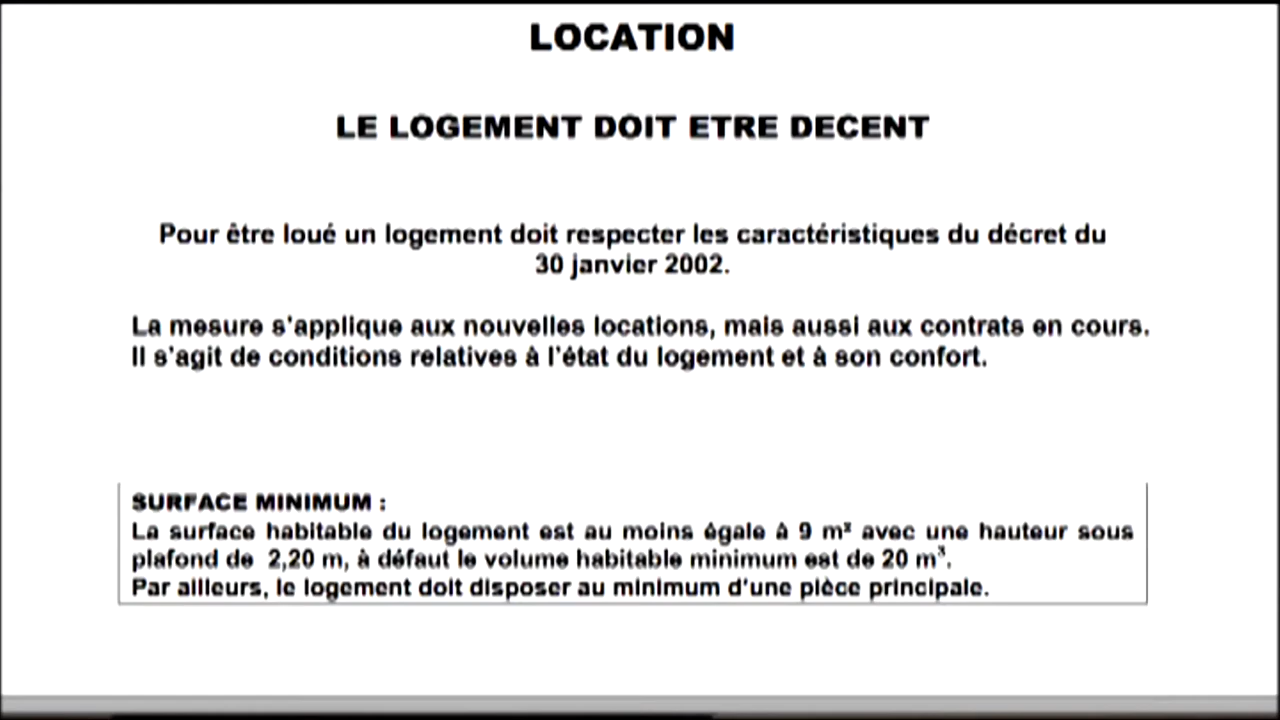 LOCATION
LE LOGEMENT DOIT ETRE DECENT
Pour être loué un logement doit respecter les caractéristiques du décret du
30 janvier 2002.
La mesure s'applique aux nouvelles locations, mais aussi aux contrats en cours.
Il s'agit de conditions relatives à l'état du logement et à son confort.
SURFACE MINIMUM :
La surface habitable du logement est au moins égale à 9 m² avec une hauteur sous
plafond de 2,20 m, à défaut le volume habitable minimum est de 20 m³.
Par ailleurs, le logement doit disposer au minimum d'une pièce principale.